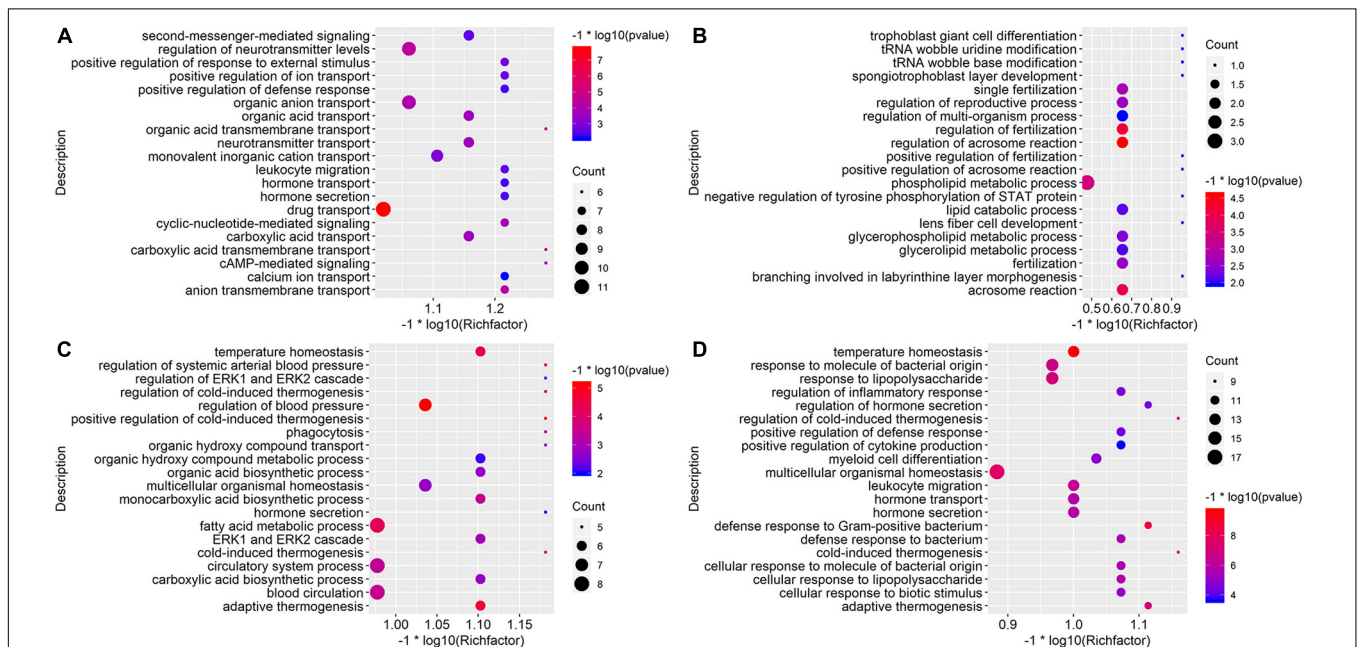 A
second-messenger-mediated signaling
regulation of neurotransmitter levels
positive regulation of response to external stimulus
positive regulation of ion transport
positive regulation of defense response
organic anion transport
organic acid transport
organic acid transmembrane transport
neurotransmitter transport
monovalent inorganic cation transport
leukocyte migration
hormone transport
hormone secretion
drug transport
cyclic-nucleotide-mediated signaling
carboxylic acid transport
carboxylic acid transmembrane transport
cAMP-mediated signaling
calcium ion transport
anion transmembrane transport
Description
1.1 1.2
-1 * log10(Richfactor)
-1 * log10(pvalue)
7
6
5
4
3
Count
6
7
8
9
10
11
B
trophoblast giant cell differentiation
tRNA wobble uridine modification
tRNA wobble base modification
spongiotrophoblast layer development
single fertilization
regulation of reproductive process
regulation of multi-organism process
regulation of fertilization
regulation of acrosome reaction
positive regulation of fertilization
positive regulation of acrosome reaction
phospholipid metabolic process
negative regulation of tyrosine phosphorylation of STAT protein
lipid catabolic process
lens fiber cell development
glycerophospholipid metabolic process
glycerolipid metabolic process
fertilization
branching involved in labyrinthine layer morphogenesis
acrosome reaction
Description
0.5 0.6 0.7 0.8 0.9
-1 * log10(Richfactor)
Count
1.0
1.5
2.0
2.5
3.0
-1 * log10(pvalue)
4.5
4.0
3.5
3.0
2.5
2.0
C
temperature homeostasis
regulation of systemic arterial blood pressure
regulation of ERK1 and ERK2 cascade
regulation of cold-induced thermogenesis
regulation of blood pressure
positive regulation of cold-induced thermogenesis
phagocytosis
organic hydroxy compound transport
organic hydroxy compound metabolic process
organic acid biosynthetic process
multicellular organismal homeostasis
monocarboxylic acid biosynthetic process
hormone secretion
fatty acid metabolic process
ERK1 and ERK2 cascade
cold-induced thermogenesis
circulatory system process
carboxylic acid biosynthetic process
blood circulation
adaptive thermogenesis
Description
1.00 1.05 1.10 1.15
-1 * log10(Richfactor)
-1 * log10(pvalue)
5
4
3
2
Count
5
6
7
8
D
temperature homeostasis
response to molecule of bacterial origin
response to lipopolysaccharide
regulation of inflammatory response
regulation of hormone secretion
regulation of cold-induced thermogenesis
positive regulation of defense response
positive regulation of cytokine production
myeloid cell differentiation
multicellular organismal homeostasis
leukocyte migration
hormone transport
hormone secretion
defense response to Gram-positive bacterium
defense response to bacterium
cold-induced thermogenesis
cellular response to molecule of bacterial origin
cellular response to lipopolysaccharide
cellular response to biotic stimulus
adaptive thermogenesis
Description
0.9 1.0 1.1
-1 * log10(Richfactor)
Count
9
11
13
15
17
-1 * log10(pvalue)
8
6
4